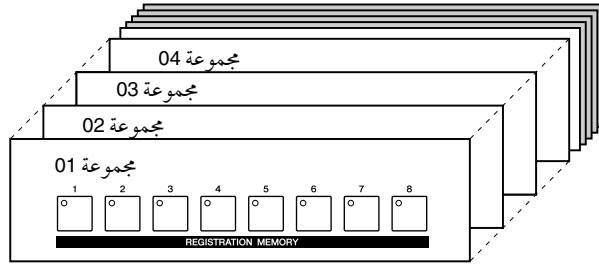 مجموعة 04
مجموعة 03
مجموعة 02
مجموعة 01
1 2 3 4 5 6 7 8
REGISTRATION MEMORY